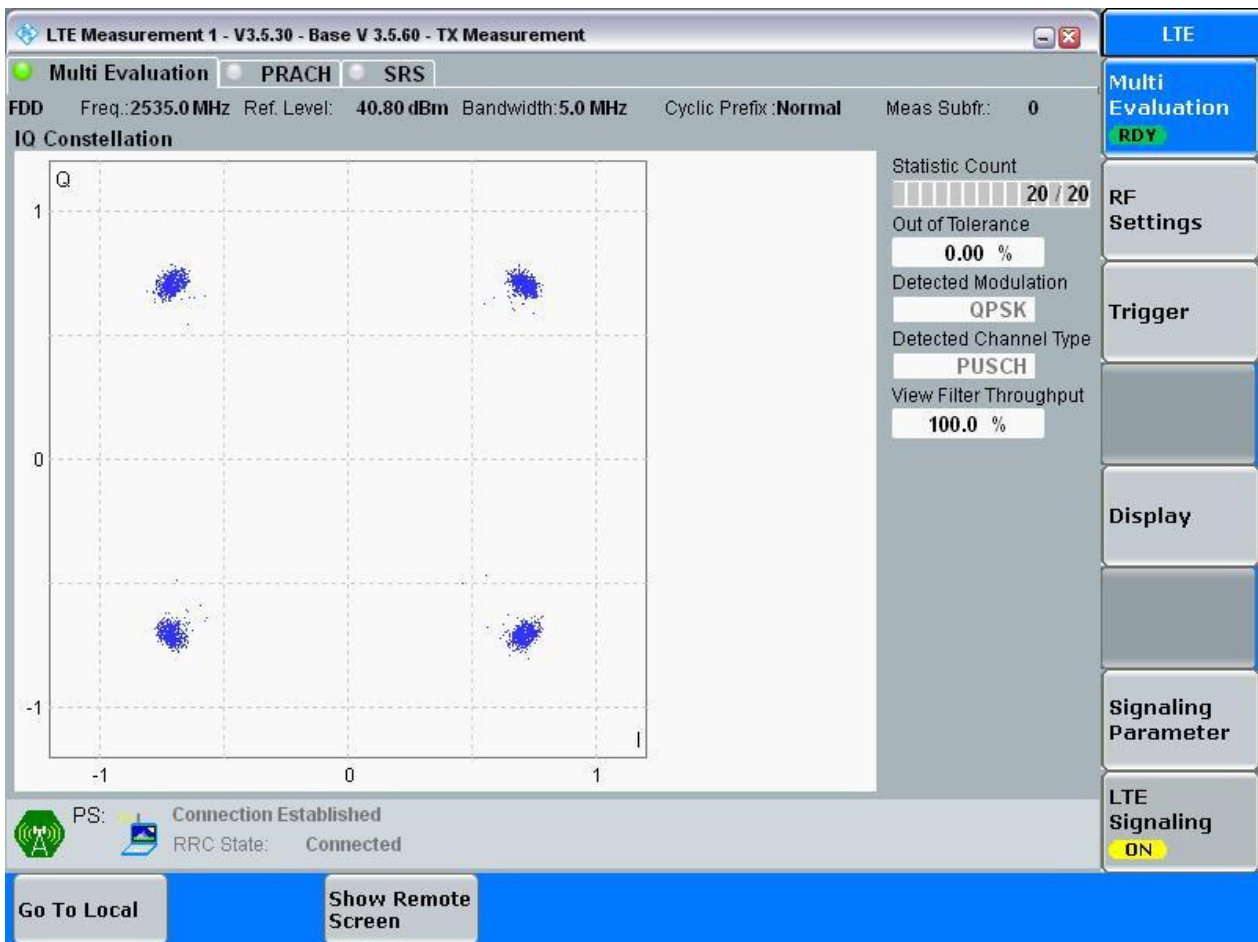 LTE Measurement 1 - V3.5.30 - Base V 3.5.60 - TX Measurement
LTE
Multi Evaluation PRACH SRS
FDD Freq.:2535.0 MHz Ref. Level: 40.80 dBm Bandwidth:5.0 MHz Cyclic Prefix :Normal Meas Subfr.: 0
IQ Constellation
Q
1
0
-1
I
-1 0 1
Statistic Count
20 / 20
Out of Tolerance
0.00 %
Detected Modulation
QPSK
Detected Channel Type
PUSCH
View Filter Throughput
100.0 %
Multi
Evaluation
RDY
RF
Settings
Trigger
Display
Signaling
Parameter
LTE
Signaling
ON
PS: Connection Established
RRC State: Connected
Go To Local
Show Remote
Screen